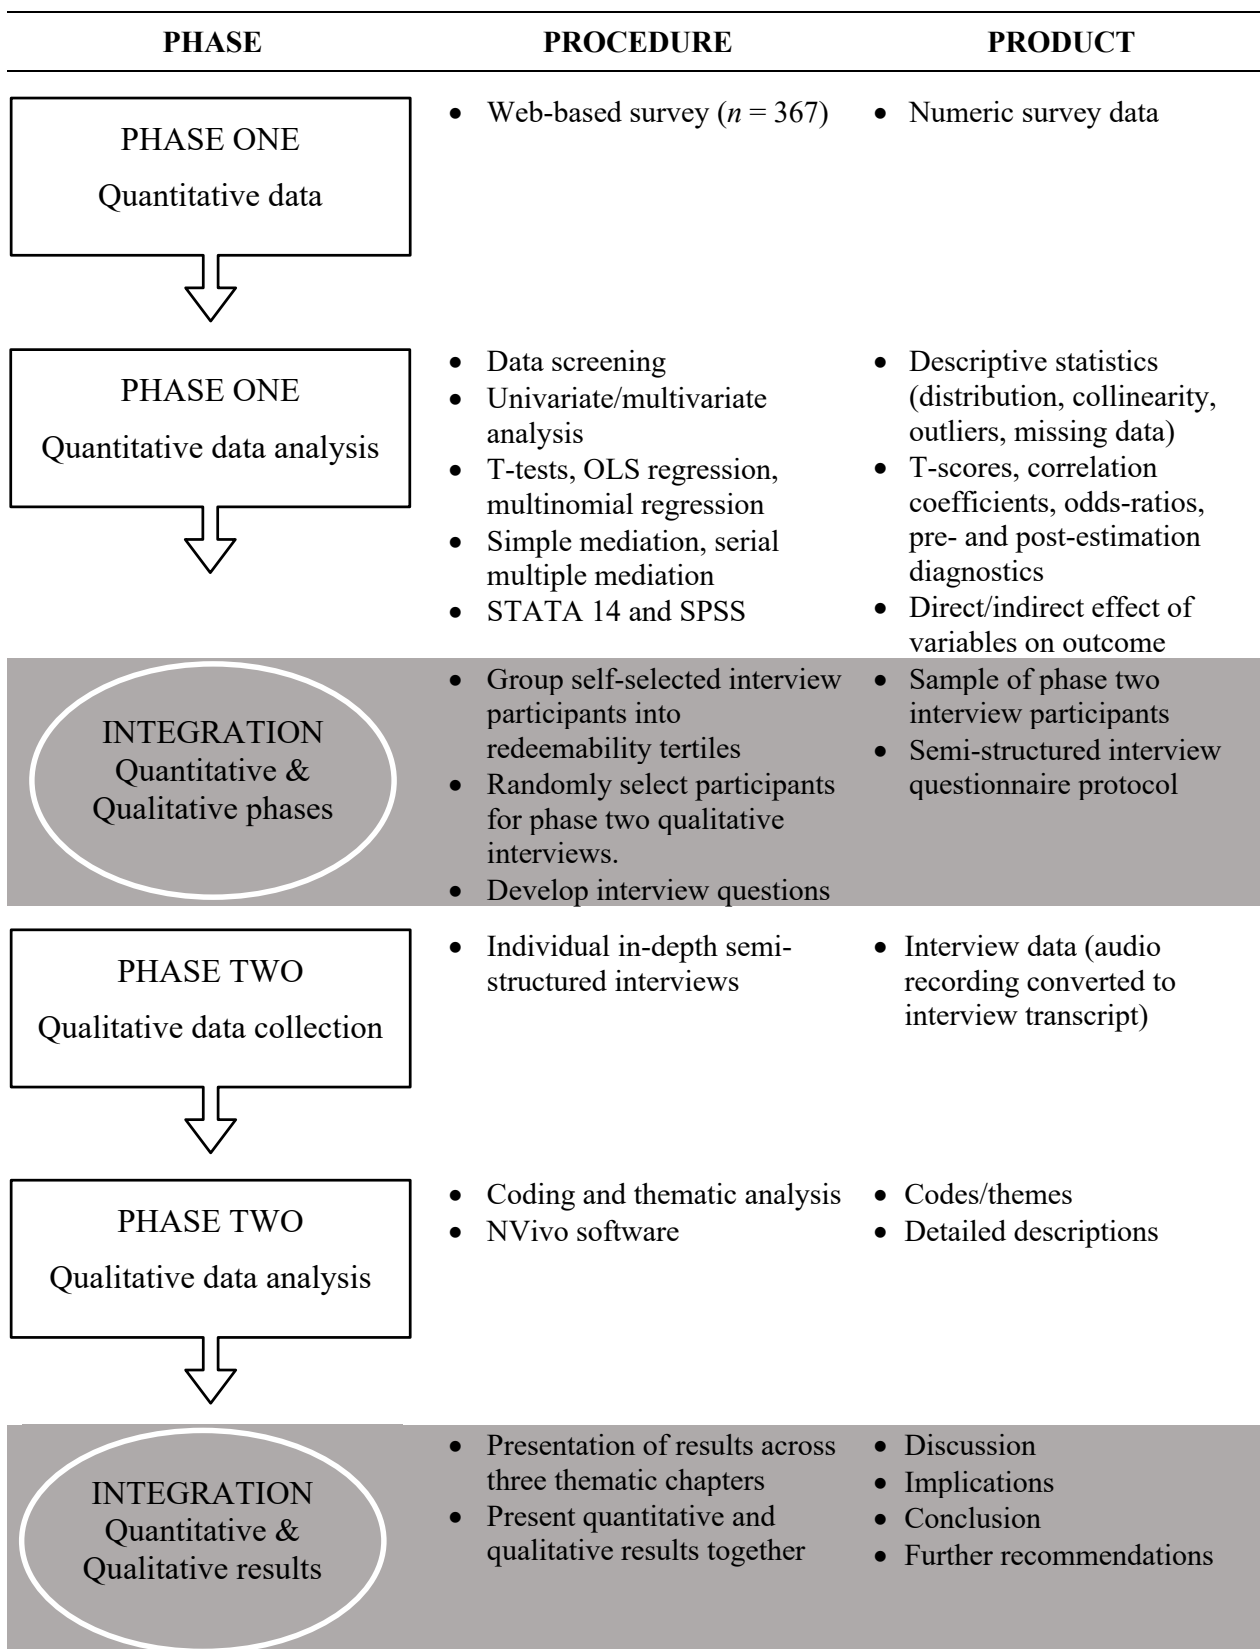 PHASE PROCEDURE PRODUCT
PHASE ONE
Quantitative data
• Web-based survey (n = 367)
• Numeric survey data
PHASE ONE
Quantitative data analysis
• Data screening
• Univariate/multivariate
analysis
• T-tests, OLS regression,
multinomial regression
• Simple mediation, serial
multiple mediation
• STATA 14 and SPSS
• Descriptive statistics
(distribution, collinearity,
outliers, missing data)
• T-scores, correlation
coefficients, odds-ratios,
pre- and post-estimation
diagnostics
• Direct/indirect effect of
variables on outcome
INTEGRATION
Quantitative &
Qualitative phases
• Group self-selected interview
participants into
redeemability tertiles
• Randomly select participants
for phase two qualitative
interviews.
• Develop interview questions
• Sample of phase two
interview participants
• Semi-structured interview
questionnaire protocol
PHASE TWO
Qualitative data collection
• Individual in-depth semi-
structured interviews
• Interview data (audio
recording converted to
interview transcript)
PHASE TWO
Qualitative data analysis
• Coding and thematic analysis
• NVivo software
• Codes/themes
• Detailed descriptions
INTEGRATION
Quantitative &
Qualitative results
• Presentation of results across
three thematic chapters
• Present quantitative and
qualitative results together
• Discussion
• Implications
• Conclusion
• Further recommendations